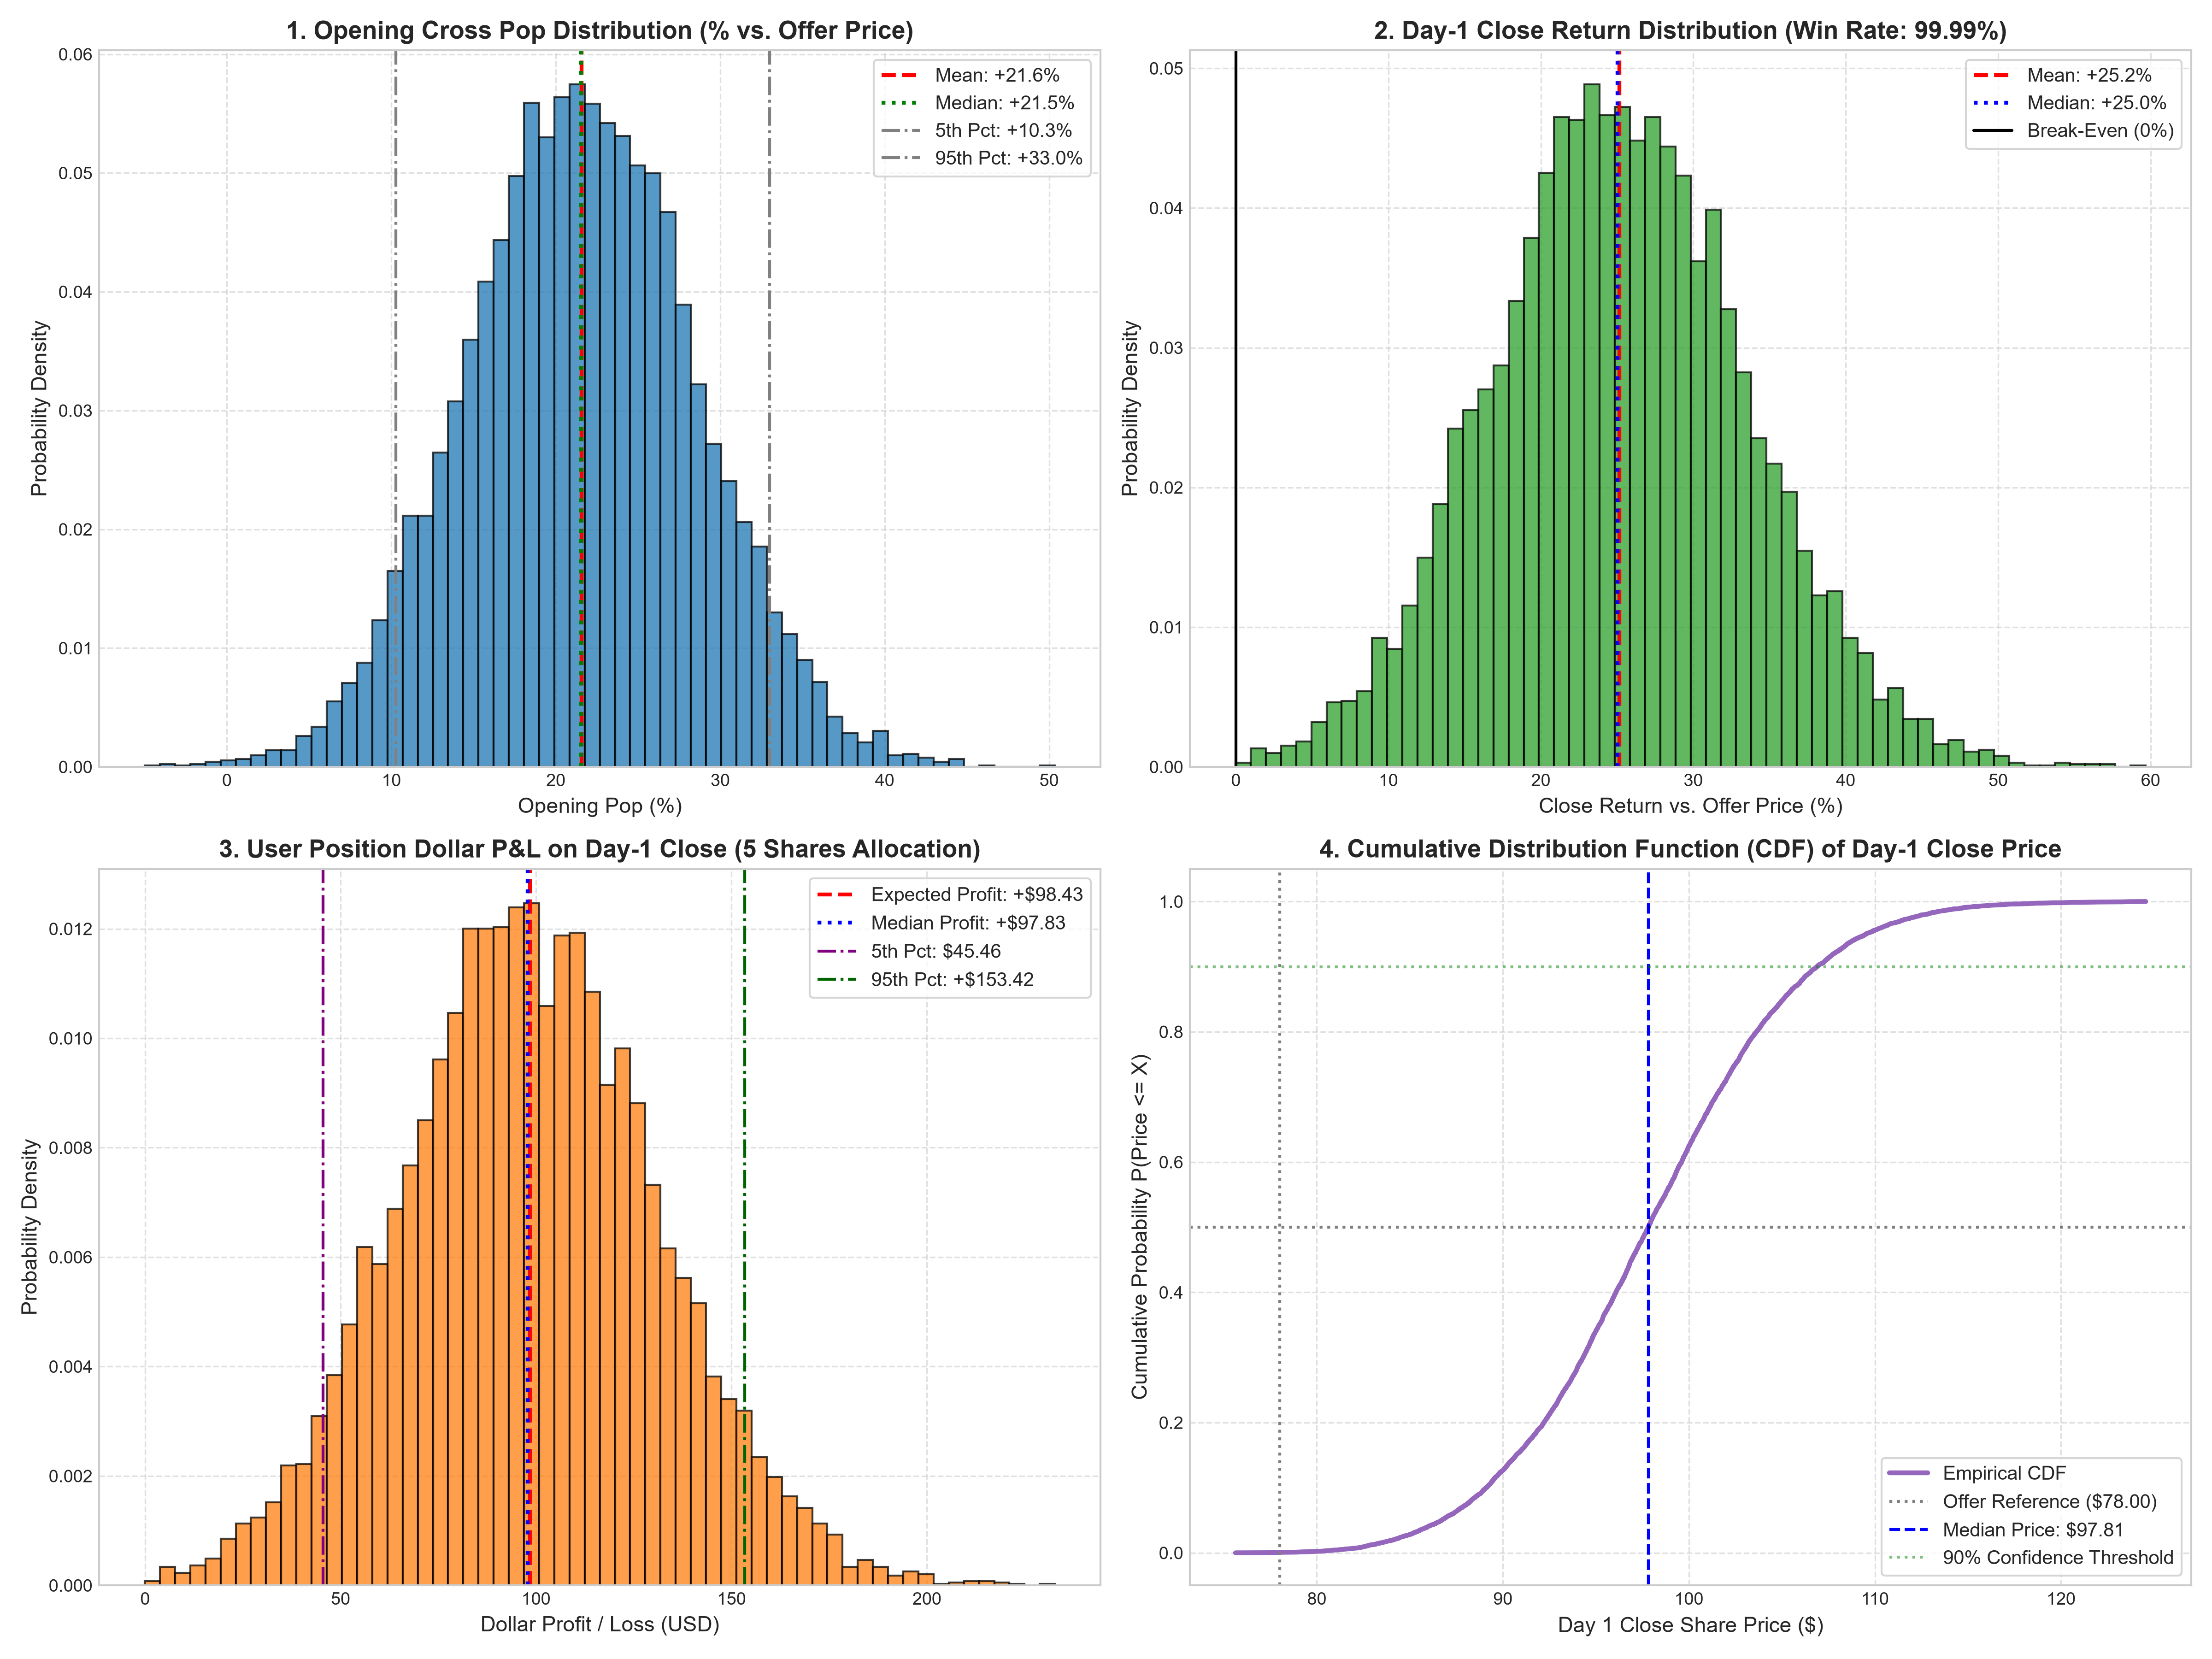 1. Opening Cross Pop Distribution (% vs. Offer Price)
Probability Density
0.06
0.05
0.04
0.03
0.02
0.01
0.00
Mean: +21.6%
Median: +21.5%
5th Pct: +10.3%
95th Pct: +33.0%
0 10 20 30 40 50
Opening Pop (%)
2. Day-1 Close Return Distribution (Win Rate: 99.99%)
Probability Density
0.05
0.04
0.03
0.02
0.01
0.00
Mean: +25.2%
Median: +25.0%
Break-Even (0%)
0 10 20 30 40 50 60
Close Return vs. Offer Price (%)
3. User Position Dollar P&L on Day-1 Close (5 Shares Allocation)
Probability Density
0.012
0.010
0.008
0.006
0.004
0.002
0.000
Expected Profit: +$98.43
Median Profit: +$97.83
5th Pct: $45.46
95th Pct: +$153.42
0 50 100 150 200
Dollar Profit / Loss (USD)
4. Cumulative Distribution Function (CDF) of Day-1 Close Price
Cumulative Probability P(Price <= X)
1.0
0.8
0.6
0.4
0.2
0.0
Empirical CDF
Offer Reference ($78.00)
Median Price: $97.81
90% Confidence Threshold
80 90 100 110 120
Day 1 Close Share Price ($)